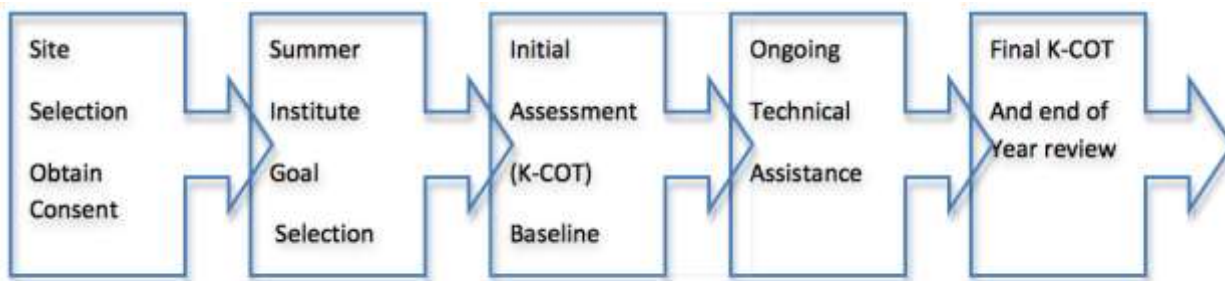 Site
Selection
Obtain
Consent
Summer
Institute
Goal
Selection
Initial
Assessment
(K-COT)
Baseline
Ongoing
Technical
Assistance
Final K-COT
And end of
Year review